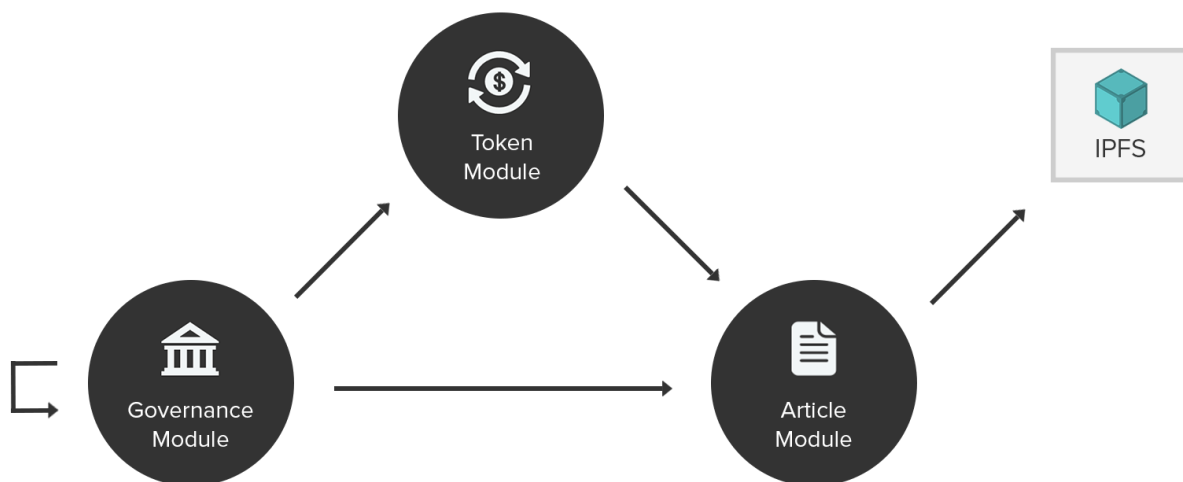 $
Token
Module
IPFS
Governance
Module
Article
Module